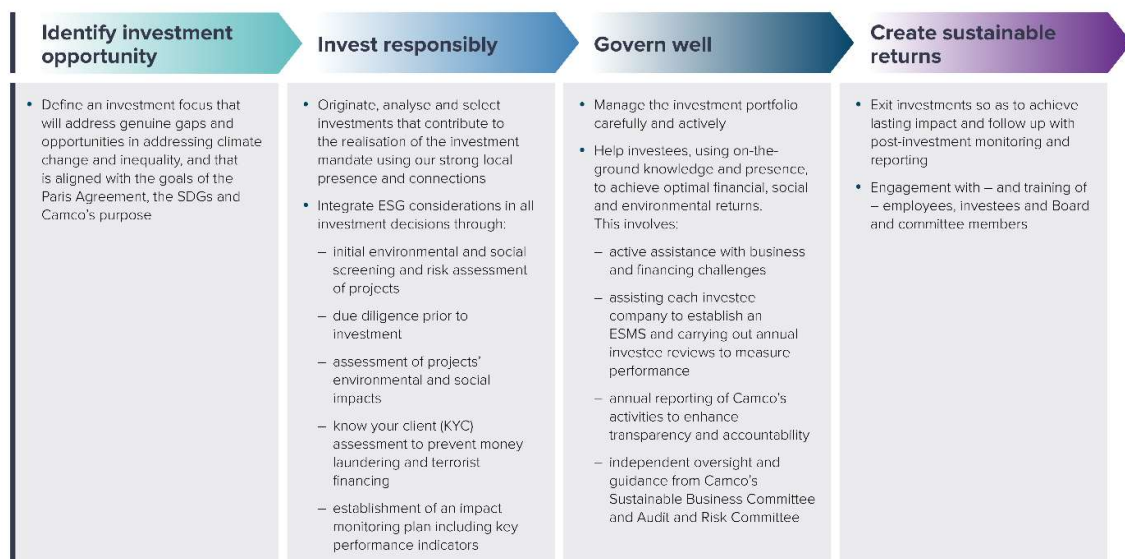 Identify investment
opportunity
• Define an investment focus that
will address genuine gaps and
opportunities in addressing climate
change and inequality, and that
is aligned with the goals of the
Paris Agreement, the SDGs and
Camco's purpose
Invest responsibly
• Originate, analyse and select
investments that contribute to
the realisation of the investment
mandate using our strong local
presence and connections
• Integrate ESG considerations in all
investment decisions through:
– initial environmental and social
screening and risk assessment
of projects
– due diligence prior to
investment
– assessment of projects'
environmental and social
impacts
– know your client (KYC)
assessment to prevent money
laundering and terrorist
financing
– establishment of an impact
monitoring plan including key
performance indicators
Govern well
• Manage the investment portfolio
carefully and actively
• Help investees, using on-the-
ground knowledge and presence,
to achieve optimal financial, social
and environmental returns.
This involves:
– active assistance with business
and financing challenges
– assisting each investee
company to establish an
ESMS and carrying out annual
investee reviews to measure
performance
– annual reporting of Camco's
activities to enhance
transparency and accountability
– independent oversight and
guidance from Camco's
Sustainable Business Committee
and Audit and Risk Committee
Create sustainable
returns
• Exit investments so as to achieve
lasting impact and follow up with
post-investment monitoring and
reporting
• Engagement with – and training of
– employees, investees and Board
and committee members